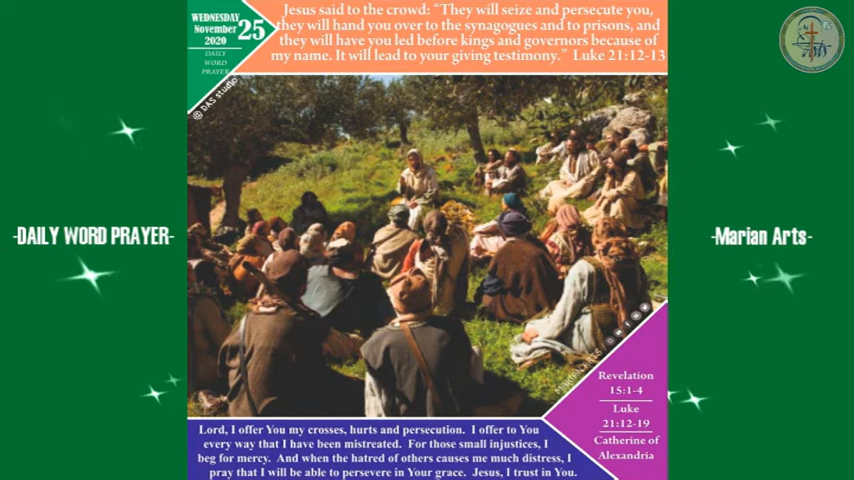 WEDNESDAY
November 25
2020
DAILY
WORD
PRAYER
Jesus said to the crowd: “They will seize and persecute you,
they will hand you over to the synagogues and to prisons, and
they will have you led before kings and governors because of
my name. It will lead to your giving testimony.” Luke 21:12-13
© DAS studio
-DAILY WORD PRAYER-
-Marian Arts-
MARIAN ARTS
Revelation
15:1-4
Luke
21:12-19
Catherine of
Alexandria
Lord, I offer You my crosses, hurts and persecution. I offer to You
every way that I have been mistreated. For those small injustices, I
beg for mercy. And when the hatred of others causes me much distress, I
pray that I will be able to persevere in Your grace. Jesus, I trust in You.